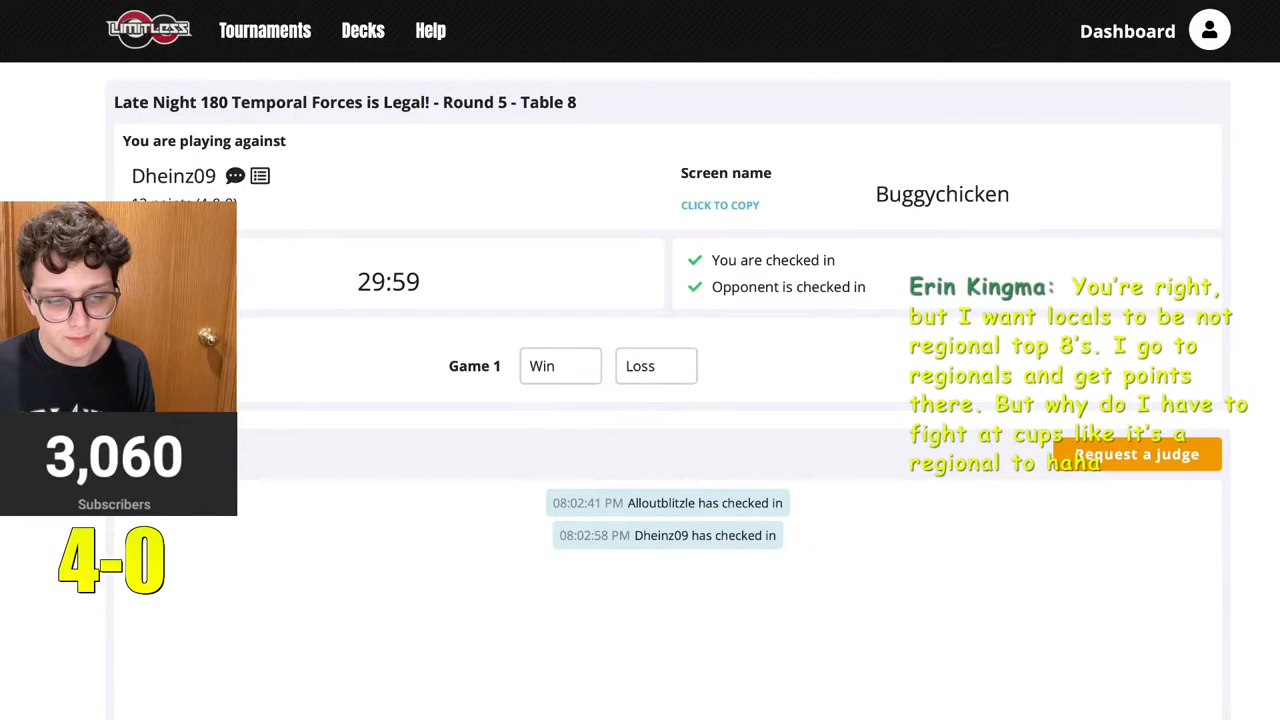 LIMITLESS
Tournaments Decks Help
Dashboard
Late Night 180 Temporal Forces is Legal! - Round 5 - Table 8
You are playing against
Dheinz09
Screen name
CLICK TO COPY
Buggychicken
29:59
You are checked in
Opponent is checked in
Game 1 Win Loss
Erin Kingma: You're right,
but I want locals to be not
regional top 8's. I go to
regionals and get points
there. But why do I have to
fight at cups like it's a
regional to haha
Request a judge
3,060
Subscribers
4-0
08:02:41 PM Alloutblitzle has checked in
08:02:58 PM Dheinz09 has checked in